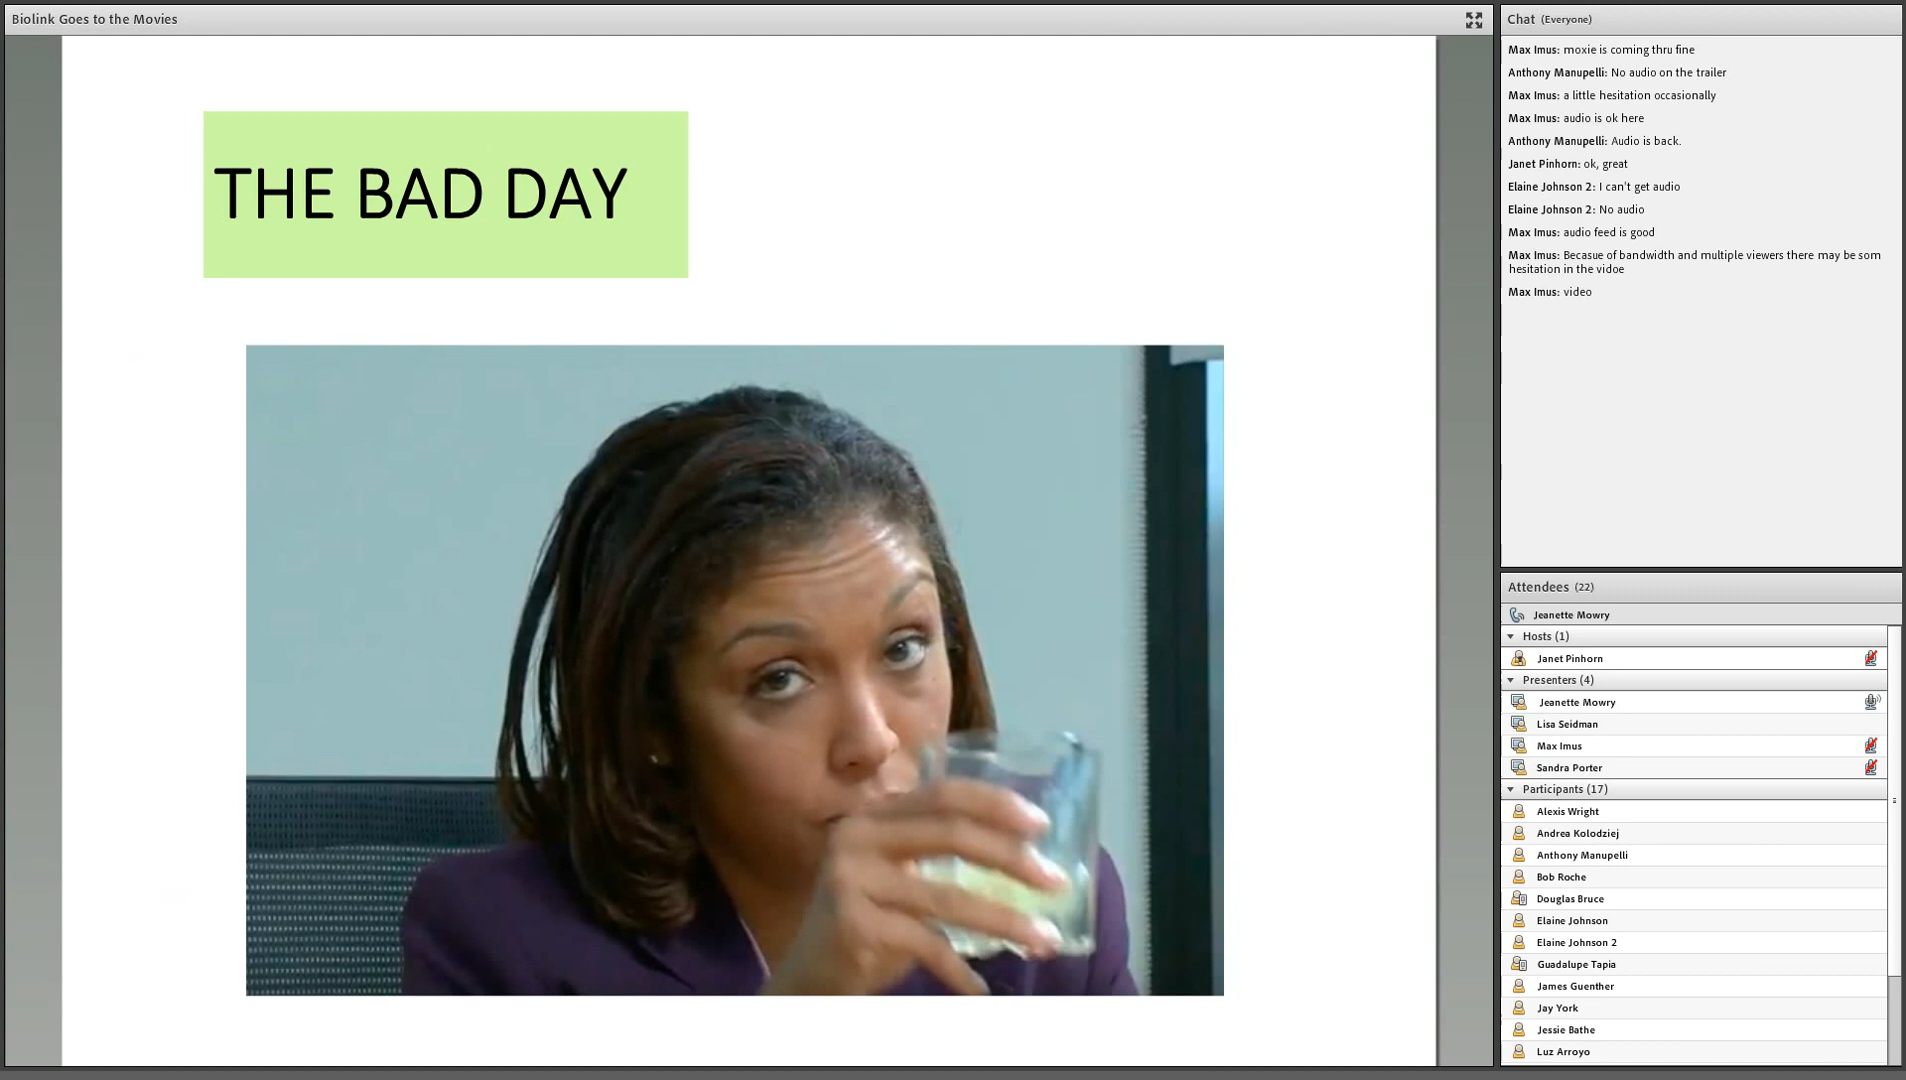 Biolink Goes to the Movies
THE BAD DAY
Chat (Everyone)
Max Imus: moxie is coming thru fine
Anthony Manupelli: No audio on the trailer
Max Imus: a little hesitation occasionally
Max Imus: audio is ok here
Anthony Manupelli: Audio is back.
Janet Pinhorn: ok, great
Elaine Johnson 2: I can't get audio
Elaine Johnson 2: No audio
Max Imus: audio feed is good
Max Imus: Becasue of bandwidth and multiple viewers there may be som
hesitation in the vidoe
Max Imus: video
Attendees (22)
Jeanette Mowry
Hosts (1)
Janet Pinhorn
Presenters (4)
Jeanette Mowry
Lisa Seidman
Max Imus
Sandra Porter
Participants (17)
Alexis Wright
Andrea Kolodziej
Anthony Manupelli
Bob Roche
Douglas Bruce
Elaine Johnson
Elaine Johnson 2
Guadalupe Tapia
James Guenther
Jay York
Jessie Bathe
Luz Arroyo